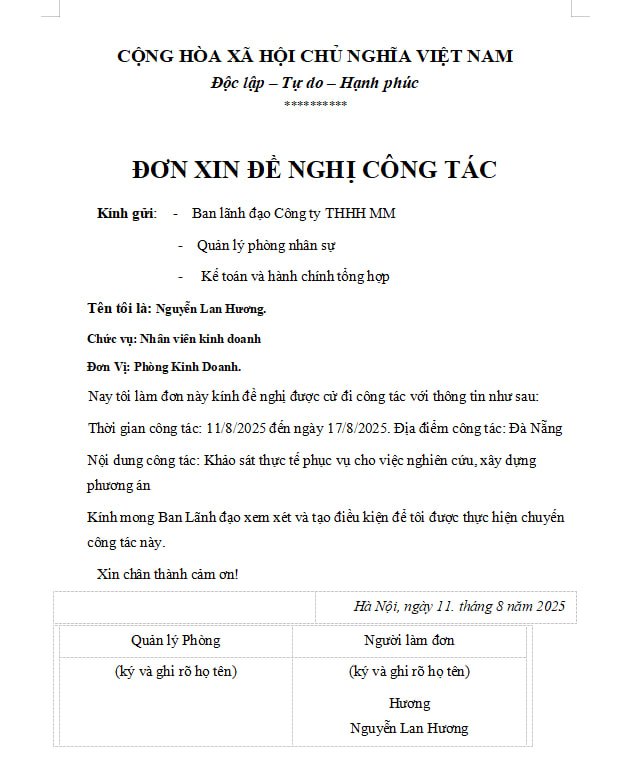 CỘNG HÒA XÃ HỘI CHỦ NGHĨA VIỆT NAM
Độc lập – Tự do – Hạnh phúc
**********
ĐƠN XIN ĐỀ NGHỊ CÔNG TÁC
Kính gửi: - Ban lãnh đạo Công ty THHH MM
- Quản lý phòng nhân sự
- Kế toán và hành chính tổng hợp
Tên tôi là: Nguyễn Lan Hương.
Chức vụ: Nhân viên kinh doanh
Đơn Vị: Phòng Kinh Doanh.
Nay tôi làm đơn này kính đề nghị được cử đi công tác với thông tin như sau:
Thời gian công tác: 11/8/2025 đến ngày 17/8/2025. Địa điểm công tác: Đà Nẵng
Nội dung công tác: Khảo sát thực tế phục vụ cho việc nghiên cứu, xây dựng
phương án
Kính mong Ban Lãnh đạo xem xét và tạo điều kiện để tôi được thực hiện chuyến
công tác này.
Xin chân thành cảm ơn!
Hà Nội, ngày 11. tháng 8 năm 2025
Quản lý Phòng Người làm đơn
(ký và ghi rõ họ tên) (ký và ghi rõ họ tên)
Hương
Nguyễn Lan Hương